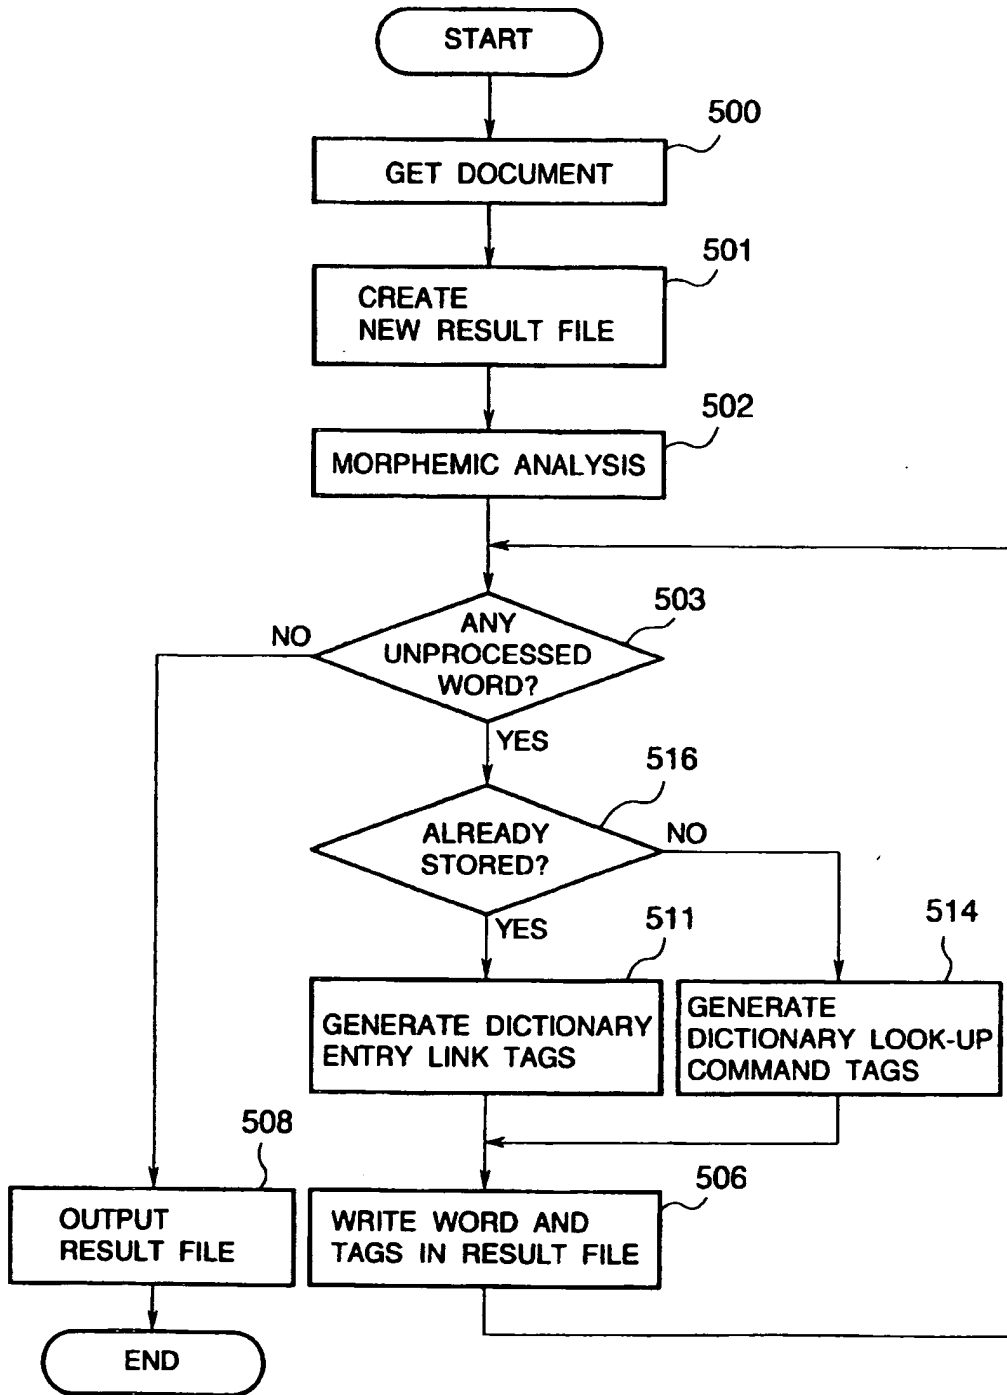 START
500
GET DOCUMENT
501
CREATE
NEW RESULT FILE
502
MORPHEMIC ANALYSIS
503
NO
ANY
UNPROCESSED
WORD?
YES
516
ALREADY
STORED?
NO
YES
511
514
GENERATE DICTIONARY
ENTRY LINK TAGS
GENERATE
DICTIONARY LOOK-UP
COMMAND TAGS
508
506
OUTPUT
RESULT FILE
WRITE WORD AND
TAGS IN RESULT FILE
END